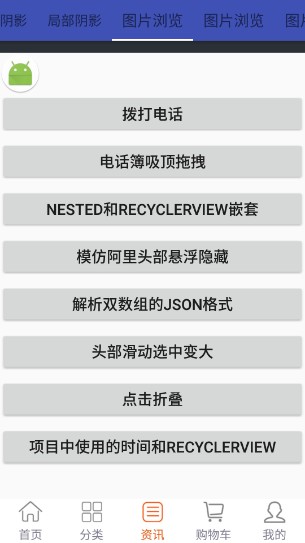 阴影 局部阴影 图片浏览 图片浏览 图片
拨打电话
电话簿吸顶拖拽
NESTED和RECYCLERVIEW嵌套
模仿阿里头部悬浮隐藏
解析双数组的JSON格式
头部滑动选中变大
点击折叠
项目中使用的时间和RECYCLERVIEW
首页 分类 资讯 购物车 我的